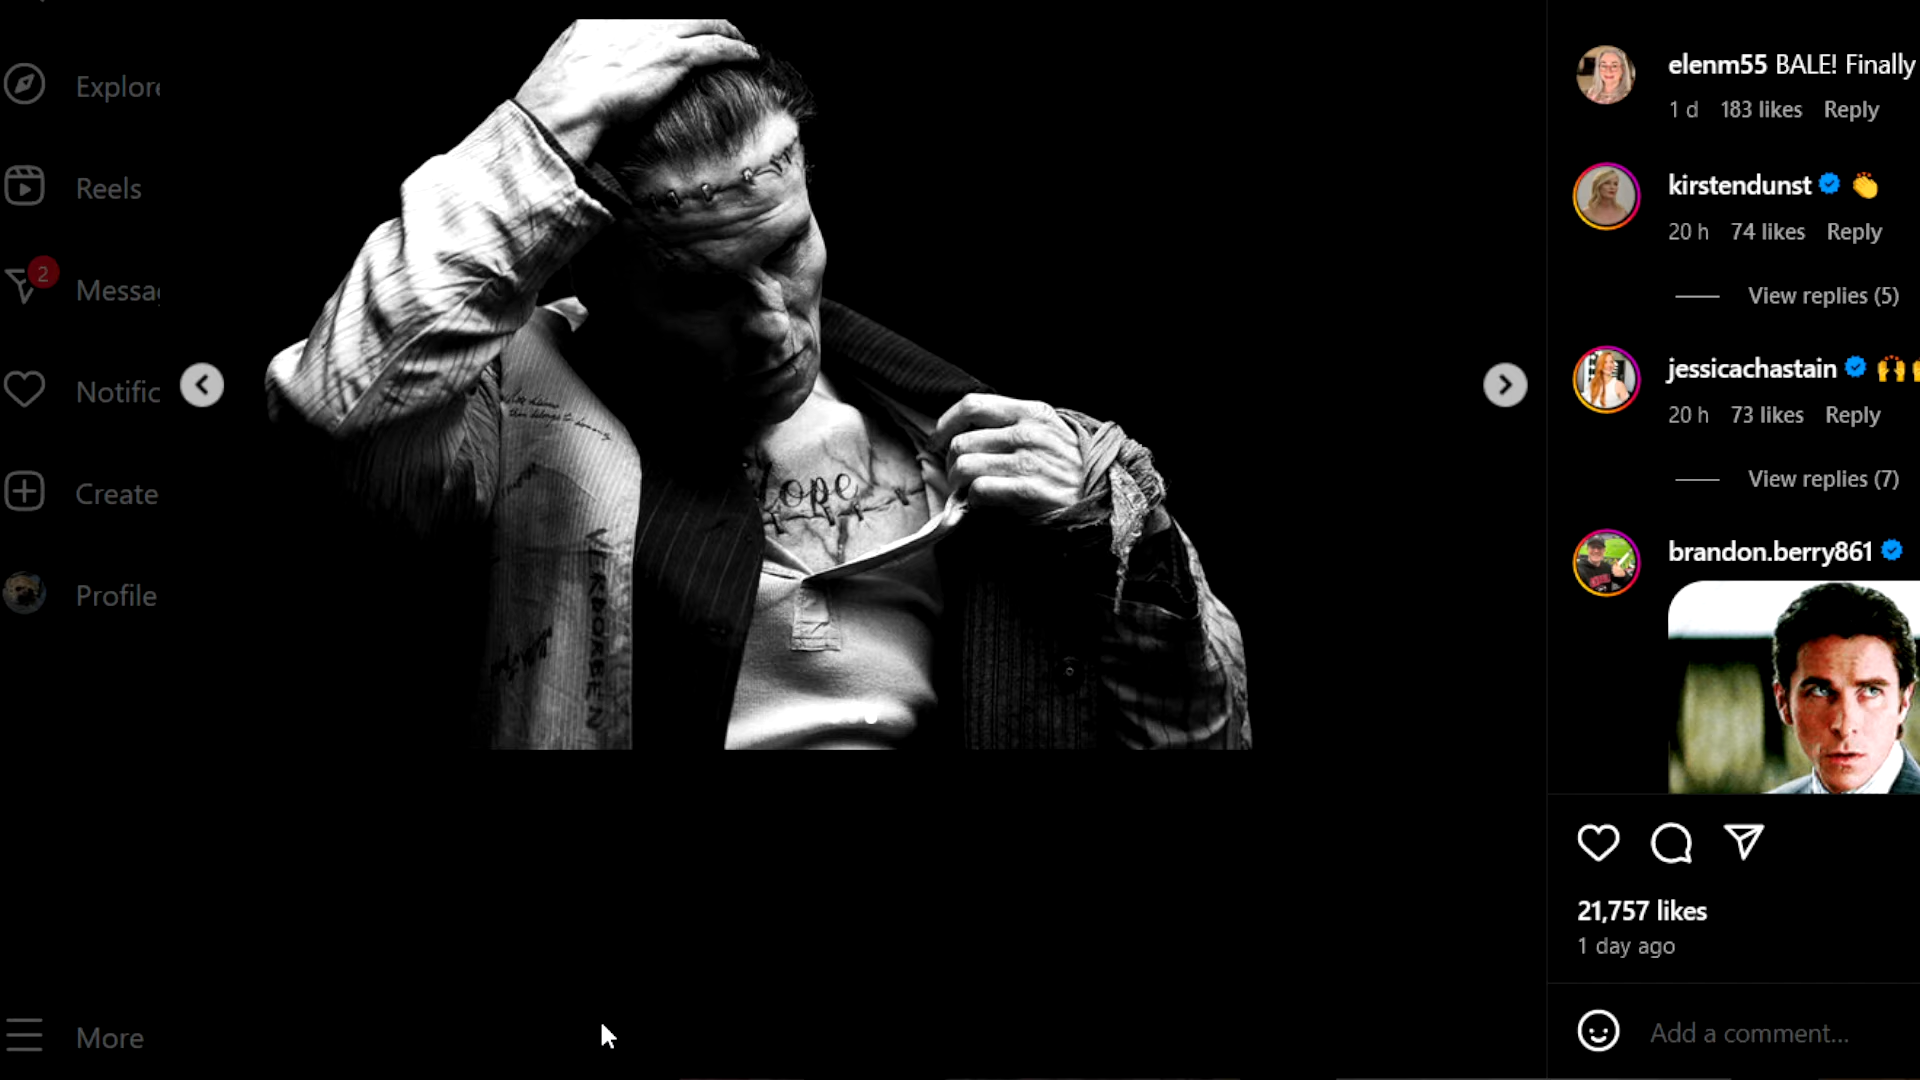 Explore
Reels
2
Messa
Notific
Create
Profile
More
ope
VERDORBEN
elenm55 BALE! Finally
1 d 183 likes Reply
kirstendunst 👏
20 h 74 likes Reply
View replies (5)
jessicachastain 🙌
20 h 73 likes Reply
View replies (7)
brandon.berry861
21,757 likes
1 day ago
Add a comment...